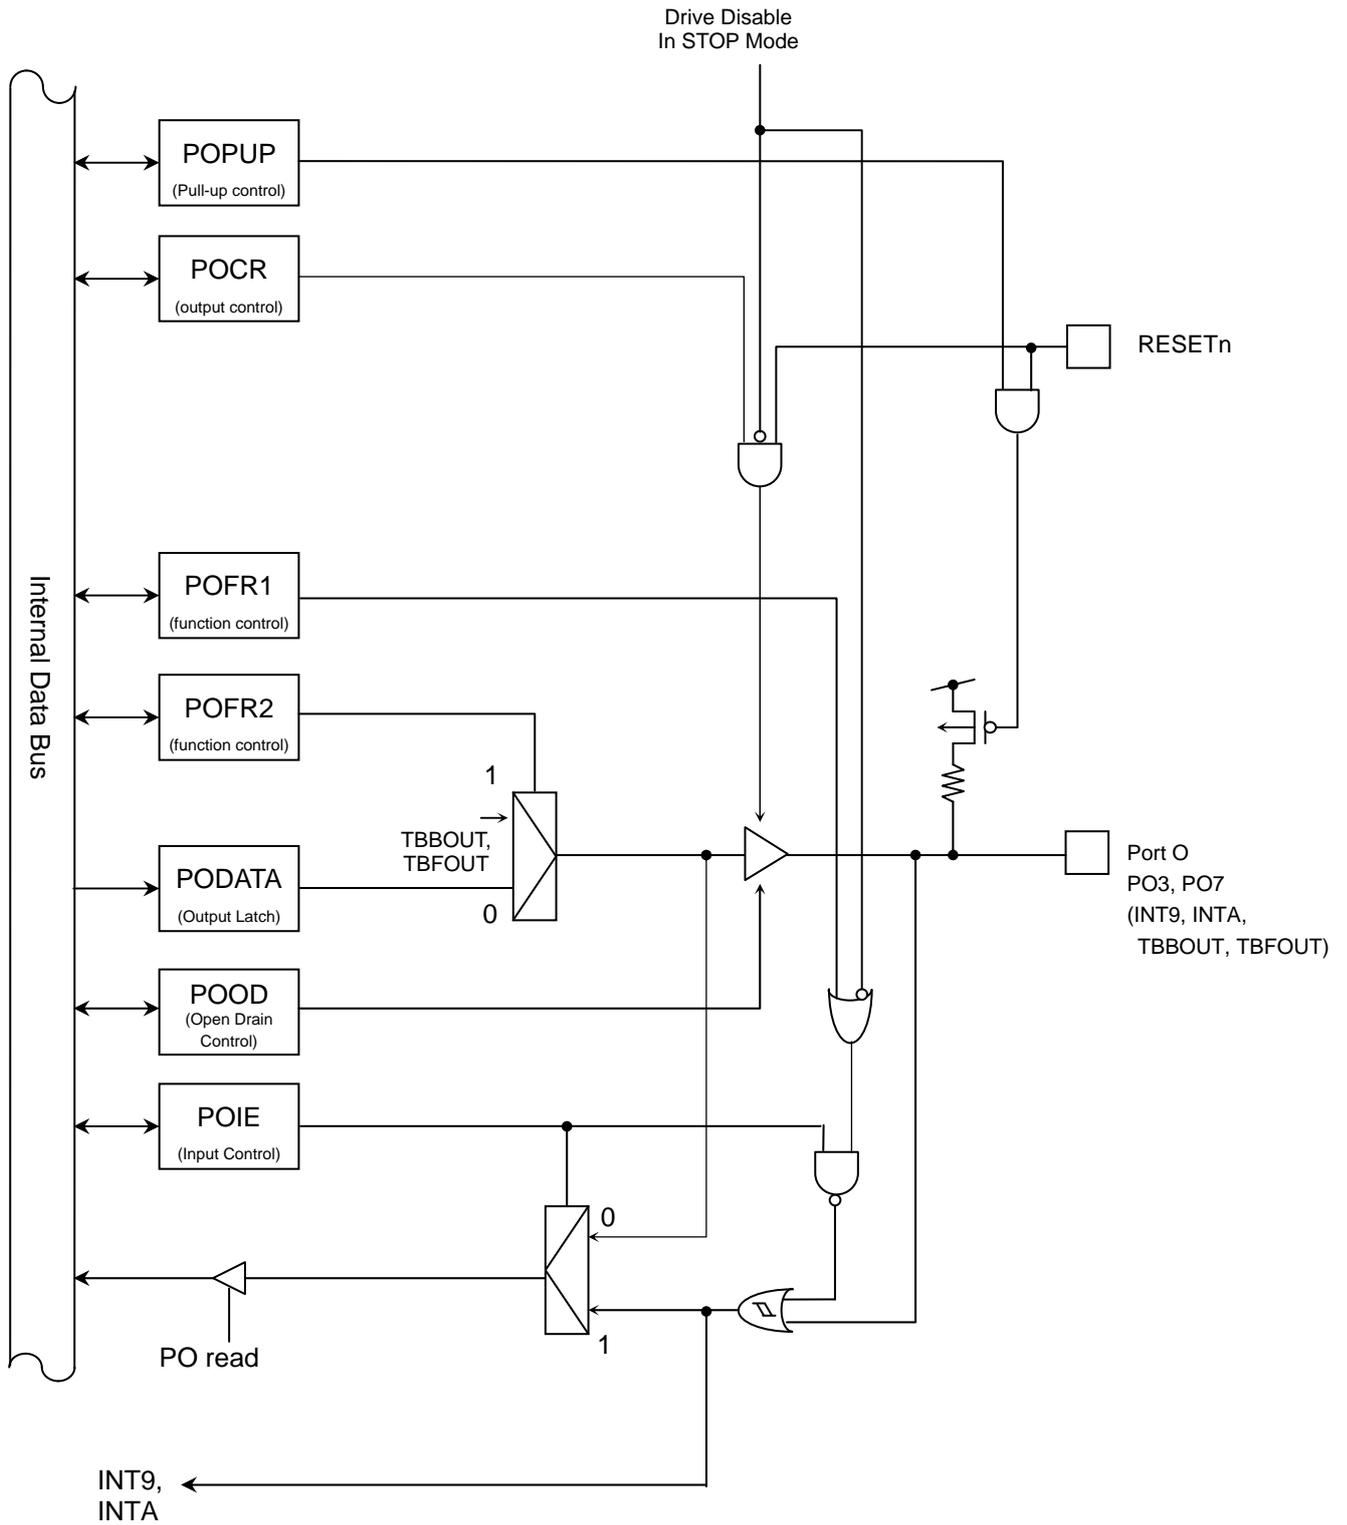 Drive Disable
In STOP Mode
POPUP
(Pull-up control)
POCR
(output control)
RESETn
Internal Data Bus
POFR1
(function control)
POFR2
(function control)
1
TBBOUT,
TBFOUT
0
PODATA
(Output Latch)
Port O
PO3, PO7
(INT9, INTA,
TBBOUT, TBFOUT)
POOD
(Open Drain
Control)
POIE
(Input Control)
0
1
PO read
INT9,
INTA